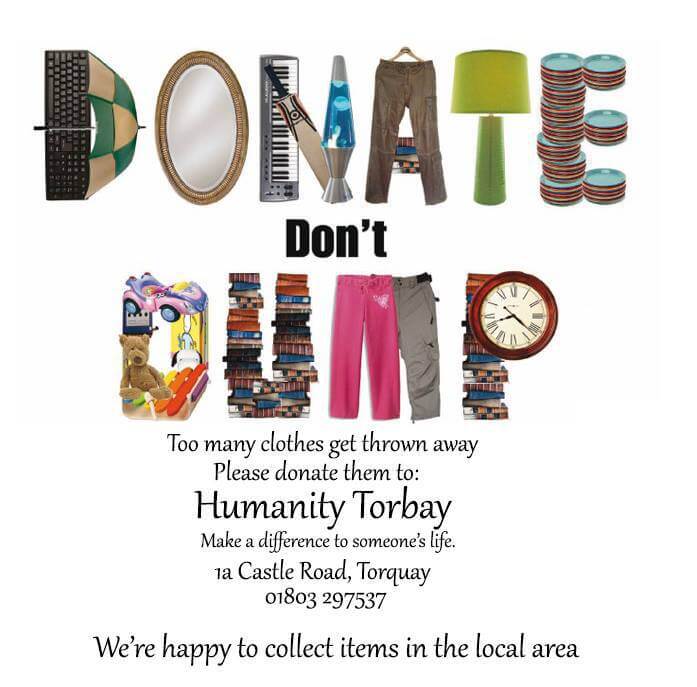 DONATE
Don't
DUMP
Too many clothes get thrown away
Please donate them to:
Humanity Torbay
Make a difference to someone's life.
1a Castle Road, Torquay
01803 297537
We're happy to collect items in the local area